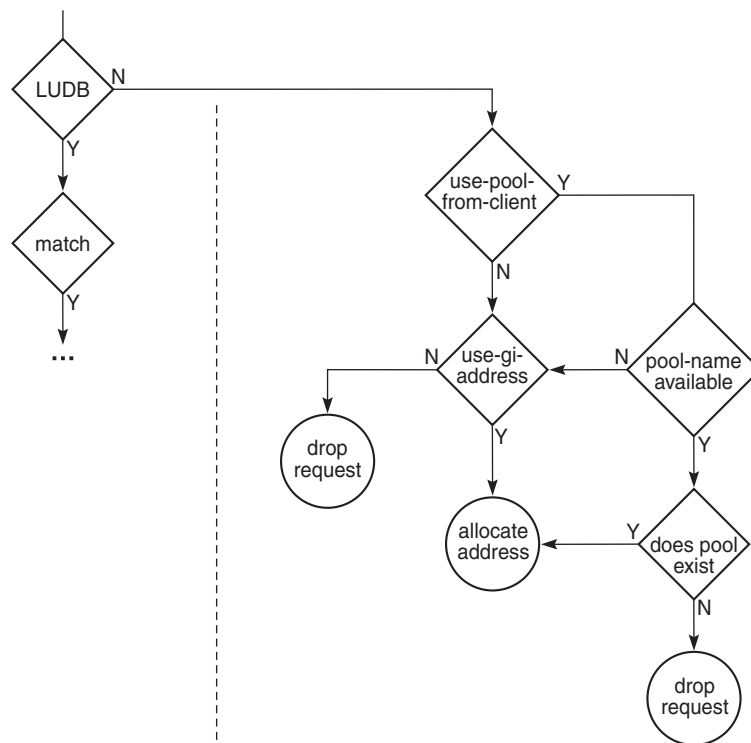 LUDB
N
Y
match
Y
...
use-pool-
from-client
Y
N
N
use-gi-
address
Y
N
pool-name
available
Y
drop
request
allocate
address
Y
does pool
exist
N
drop
request